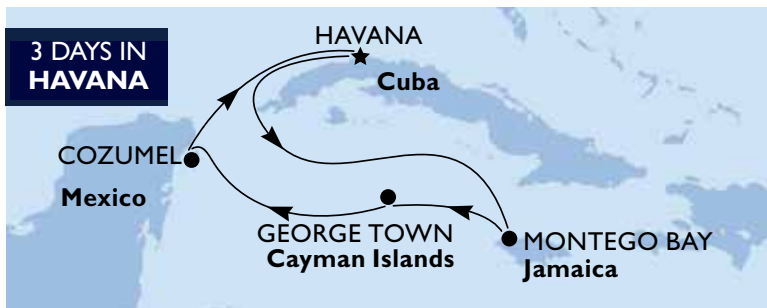 3 DAYS IN
HAVANA
HAVANA
Cuba
COZUMEL
Mexico
GEORGE TOWN
Cayman Islands
MONTEGO BAY
Jamaica